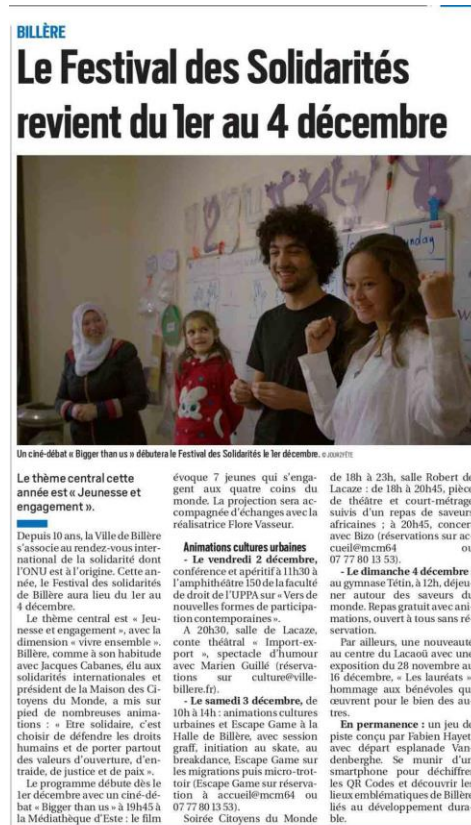 BILLÈRE
Le Festival des Solidarités
revient du 1er au 4 décembre
Un ciné-débat « Bigger than us » débutera le Festival des Solidarités le 1er décembre.
Le thème central cette
année est « Jeunesse et
engagement ».
Depuis 10 ans, la Ville de Billère
s'associe au rendez-vous inter-
national de la solidarité dont
l'ONU est à l'origine. Cette an-
née, le Festival des solidarités
de Billère aura lieu du 1er au
4 décembre.
Le thème central est « Jeu-
nesse et engagement », avec la
dimension « vivre ensemble ».
Billère, comme à son habitude
avec Jacques Cabanes, élu aux
solidarités internationales et
président de la Maison des Ci-
toyens du Monde, a mis sur
pied de nombreuses anima-
tions : « Etre solidaire, c'est
choisir de défendre les droits
humains et de porter partout
des valeurs d'ouverture, d'en-
traide, de justice et de paix ».
Le programme débute dès le
1er décembre avec un ciné-dé-
bat « Bigger than us » à 19h45 à
la Médiathèque d'Este : le film
évoque 7 jeunes qui s'enga-
gent aux quatre coins du
monde. La projection sera ac-
compagnée d'échanges avec la
réalisatrice Flore Vasseur.
Animations cultures urbaines
- Le vendredi 2 décembre,
conférence et apéritif à 11h30 à
l'amphithéâtre 150 de la faculté
de droit de l'UPPA sur « Vers de
nouvelles formes de participa-
tion contemporaines ».
A 20h30, salle de Lacaze,
conte théâtral « Import-ex-
port », spectacle d'humour
avec Marien Guillé (réserva-
tions sur culture@ville-
billere.fr).
- Le samedi 3 décembre, de
10h à 14h : animations cultures
urbaines et Escape Game à la
Halle de Billère, avec session
graff, initiation au skate, au
breakdance, Escape Game sur
les migrations puis micro-trot-
toir (Escape Game sur réserva-
tion à accueil@mcm64 ou
07 77 80 13 53).
Soirée Citoyens du Monde
de 18h à 23h, salle Robert de
Lacaze : de 18h à 20h45, pièce
de théâtre et court-métrage
suivis d'un repas de saveurs
africaines ; à 20h45, concert
avec Bizo (réservations sur ac-
cueil@mcm64 ou
07 77 80 13 53).
- Le dimanche 4 décembre
au gymnase Tétin, à 12h, déjeu-
ner autour des saveurs du
monde. Repas gratuit avec ani-
mations, ouvert à tous sans ré-
servation.
Par ailleurs, une nouveauté
au centre du Lacaoü avec une
exposition du 28 novembre au
16 décembre, « Les lauréats »
hommage aux bénévoles qui
œuvrent pour le bien des au-
tres.
En permanence : un jeu de
piste conçu par Fabien Hayet,
avec départ esplanade Van-
denberghe. Se munir d'un
smartphone pour déchiffrer
les QR Codes et découvrir les
lieux emblématiques de Billère
liés au développement dura-
ble.